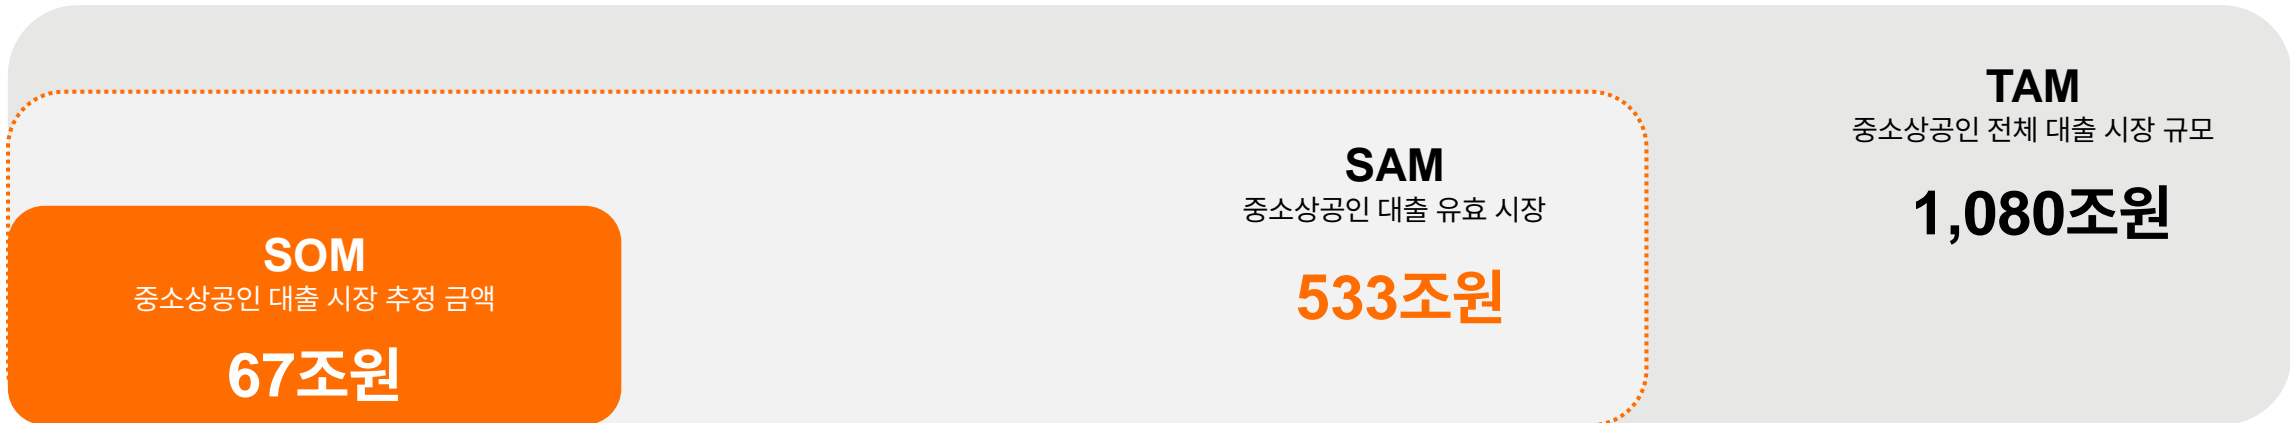 TAM
중소상공인 전체 대출 시장 규모
1,080조원
SAM
중소상공인 대출 유효 시장
533조원
SOM
중소상공인 대출 시장 추정 금액
67조원